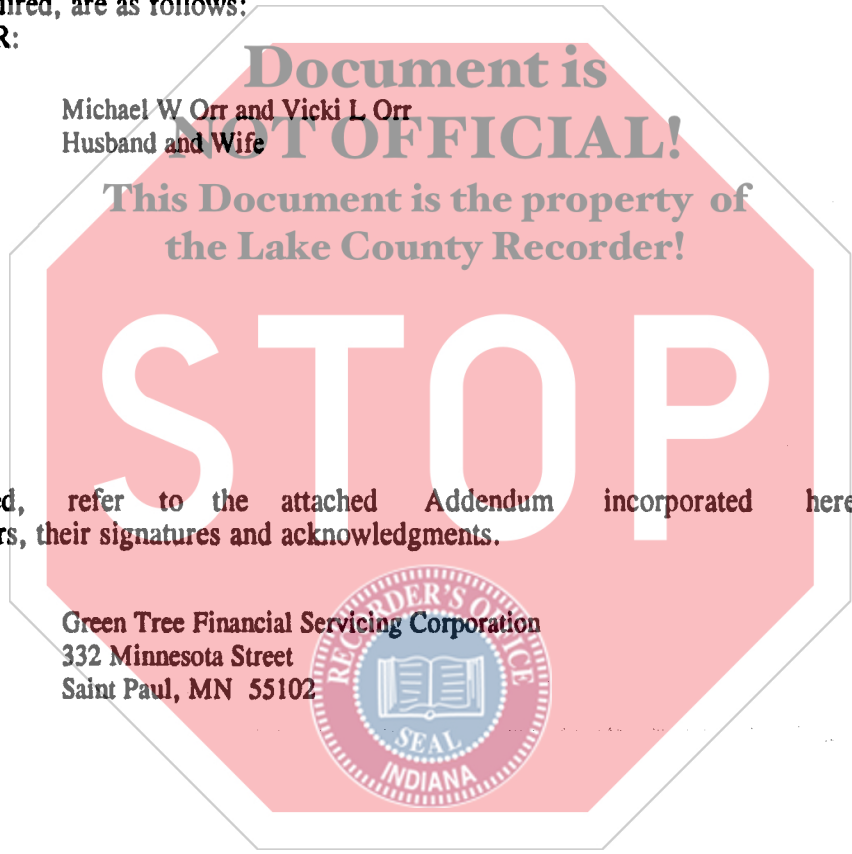 ired, are as follows:
R:
Document is
Michael W Orr and Vicki L Orr
NOT OFFICIAL!
Husband and Wife
This Document is the property of
the Lake County Recorder!
STOP
ed, refer to the attached Addendum incorporated here
rs, their signatures and acknowledgments.
RECORDER'S OFFICE
Green Tree Financial Servicing Corporation
332 Minnesota Street
Saint Paul, MN 55102
SEAL
INDIANA